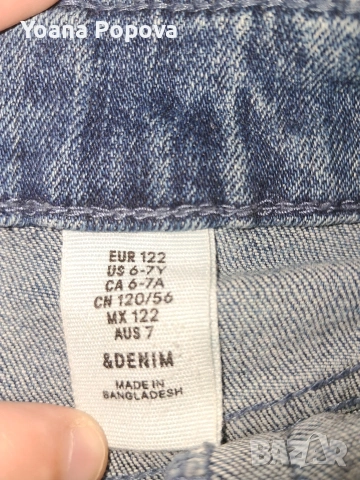 Yoana Popova
EUR 122
US 6-7Y
CA 6-7A
CN 120/56
MX 122
AUS 7
&DENIM
MADE IN
BANGLADESH
BAZAR